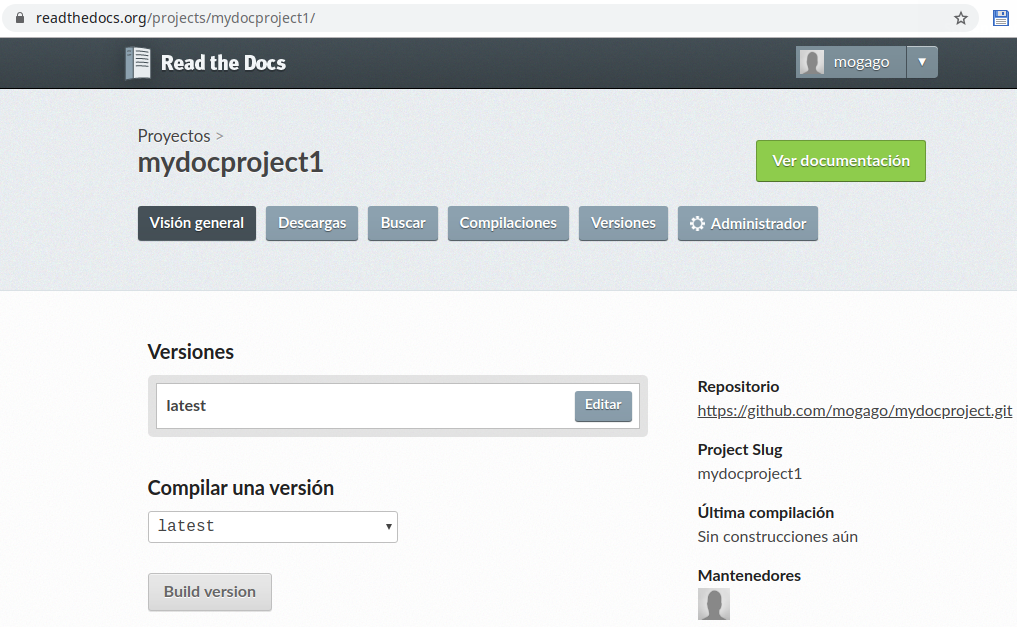 readthedocs.org/projects/mydocproject1/
Read the Docs
mogago
Proyectos >
mydocproject1
Ver documentación
Visión general
Descargas
Buscar
Compilaciones
Versiones
Administrador
Versiones
latest
Editar
Compilar una versión
latest
Build version
Repositorio
https://github.com/mogago/mydocproject.git
Project Slug
mydocproject1
Última compilación
Sin construcciones aún
Mantenedores